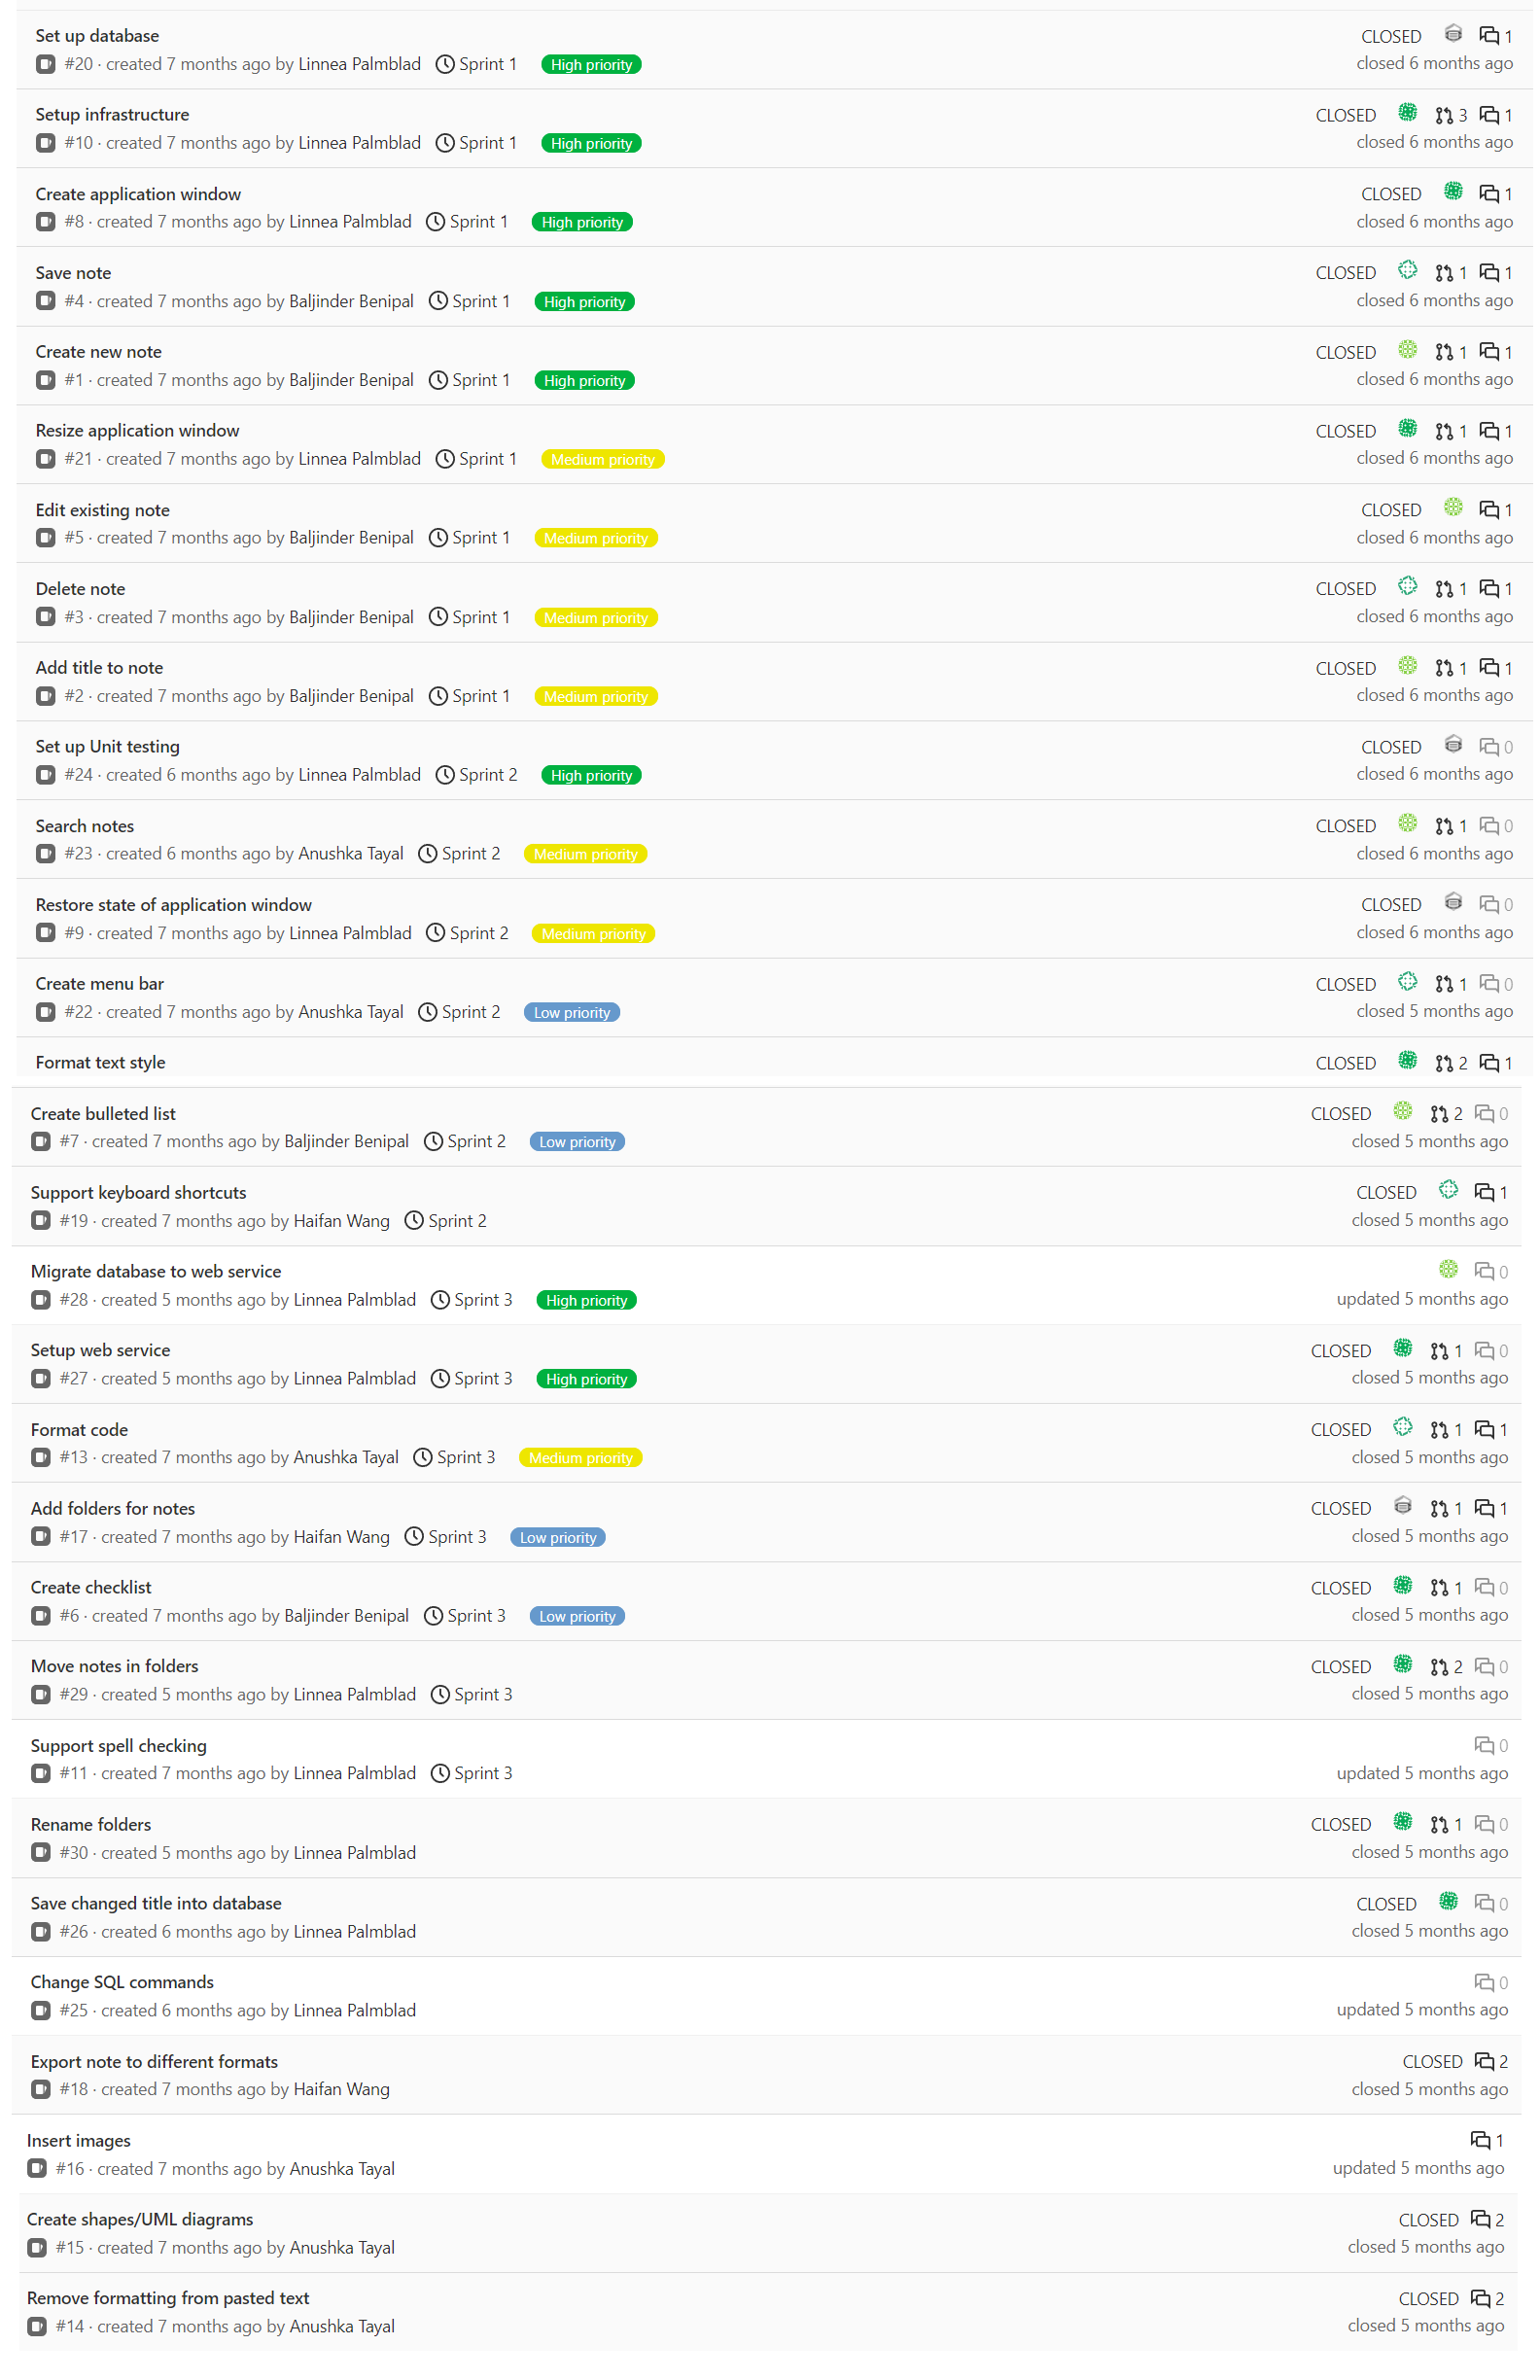 Set up database CLOSED 1
#20 · created 7 months ago by Linnea Palmblad Sprint 1 High priority closed 6 months ago
Setup infrastructure CLOSED 3 1
#10 · created 7 months ago by Linnea Palmblad Sprint 1 High priority closed 6 months ago
Create application window CLOSED 1
#8 · created 7 months ago by Linnea Palmblad Sprint 1 High priority closed 6 months ago
Save note CLOSED 1 1
#4 · created 7 months ago by Baljinder Benipal Sprint 1 High priority closed 6 months ago
Create new note CLOSED 1 1
#1 · created 7 months ago by Baljinder Benipal Sprint 1 High priority closed 6 months ago
Resize application window CLOSED 1 1
#21 · created 7 months ago by Linnea Palmblad Sprint 1 Medium priority closed 6 months ago
Edit existing note CLOSED 1
#5 · created 7 months ago by Baljinder Benipal Sprint 1 Medium priority closed 6 months ago
Delete note CLOSED 1 1
#3 · created 7 months ago by Baljinder Benipal Sprint 1 Medium priority closed 6 months ago
Add title to note CLOSED 1 1
#2 · created 7 months ago by Baljinder Benipal Sprint 1 Medium priority closed 6 months ago
Set up Unit testing CLOSED 0
#24 · created 6 months ago by Linnea Palmblad Sprint 2 High priority closed 6 months ago
Search notes CLOSED 1 0
#23 · created 6 months ago by Anushka Tayal Sprint 2 Medium priority closed 6 months ago
Restore state of application window CLOSED 0
#9 · created 7 months ago by Linnea Palmblad Sprint 2 Medium priority closed 6 months ago
Create menu bar CLOSED 1 0
#22 · created 7 months ago by Anushka Tayal Sprint 2 Low priority closed 5 months ago
Format text style CLOSED 2 1
Create bulleted list CLOSED 2 0
#7 · created 7 months ago by Baljinder Benipal Sprint 2 Low priority closed 5 months ago
Support keyboard shortcuts CLOSED 1
#19 · created 7 months ago by Haifan Wang Sprint 2 closed 5 months ago
Migrate database to web service 0
#28 · created 5 months ago by Linnea Palmblad Sprint 3 High priority updated 5 months ago
Setup web service CLOSED 1 0
#27 · created 5 months ago by Linnea Palmblad Sprint 3 High priority closed 5 months ago
Format code CLOSED 1 1
#13 · created 7 months ago by Anushka Tayal Sprint 3 Medium priority closed 5 months ago
Add folders for notes CLOSED 1 1
#17 · created 7 months ago by Haifan Wang Sprint 3 Low priority closed 5 months ago
Create checklist CLOSED 1 0
#6 · created 7 months ago by Baljinder Benipal Sprint 3 Low priority closed 5 months ago
Move notes in folders CLOSED 2 0
#29 · created 5 months ago by Linnea Palmblad Sprint 3 closed 5 months ago
Support spell checking 0
#11 · created 7 months ago by Linnea Palmblad Sprint 3 updated 5 months ago
Rename folders CLOSED 1 0
#30 · created 5 months ago by Linnea Palmblad closed 5 months ago
Save changed title into database CLOSED 0
#26 · created 6 months ago by Linnea Palmblad closed 5 months ago
Change SQL commands 0
#25 · created 6 months ago by Linnea Palmblad updated 5 months ago
Export note to different formats CLOSED 2
#18 · created 7 months ago by Haifan Wang closed 5 months ago
Insert images 1
#16 · created 7 months ago by Anushka Tayal updated 5 months ago
Create shapes/UML diagrams CLOSED 2
#15 · created 7 months ago by Anushka Tayal closed 5 months ago
Remove formatting from pasted text CLOSED 2
#14 · created 7 months ago by Anushka Tayal closed 5 months ago